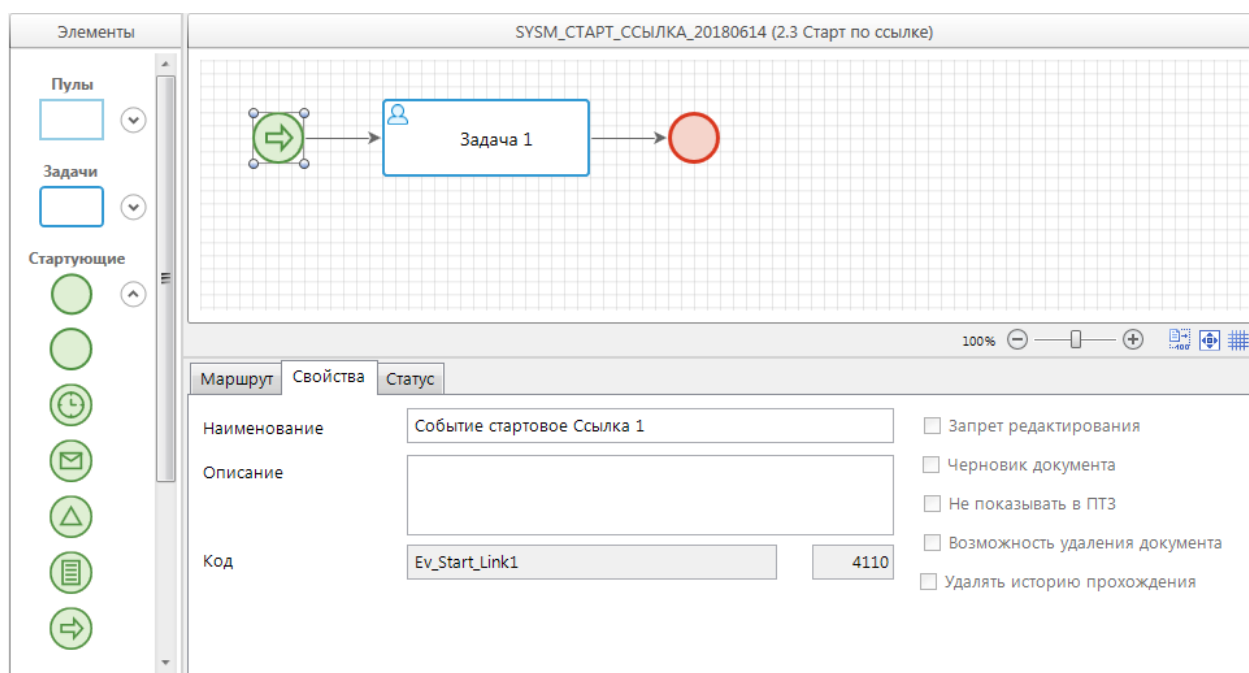 Элементы
SYSM_СТАРТ_ССЫЛКА_20180614 (2.3 Старт по ссылке)
Пулы
Задачи
Стартующие
Задача 1
100%
100
Маршрут Свойства Статус
Наименование Событие стартовое Ссылка 1
Описание
Код Ev_Start_Link1 4110
Запрет редактирования
Черновик документа
Не показывать в ПТЗ
Возможность удаления документа
Удалять историю прохождения